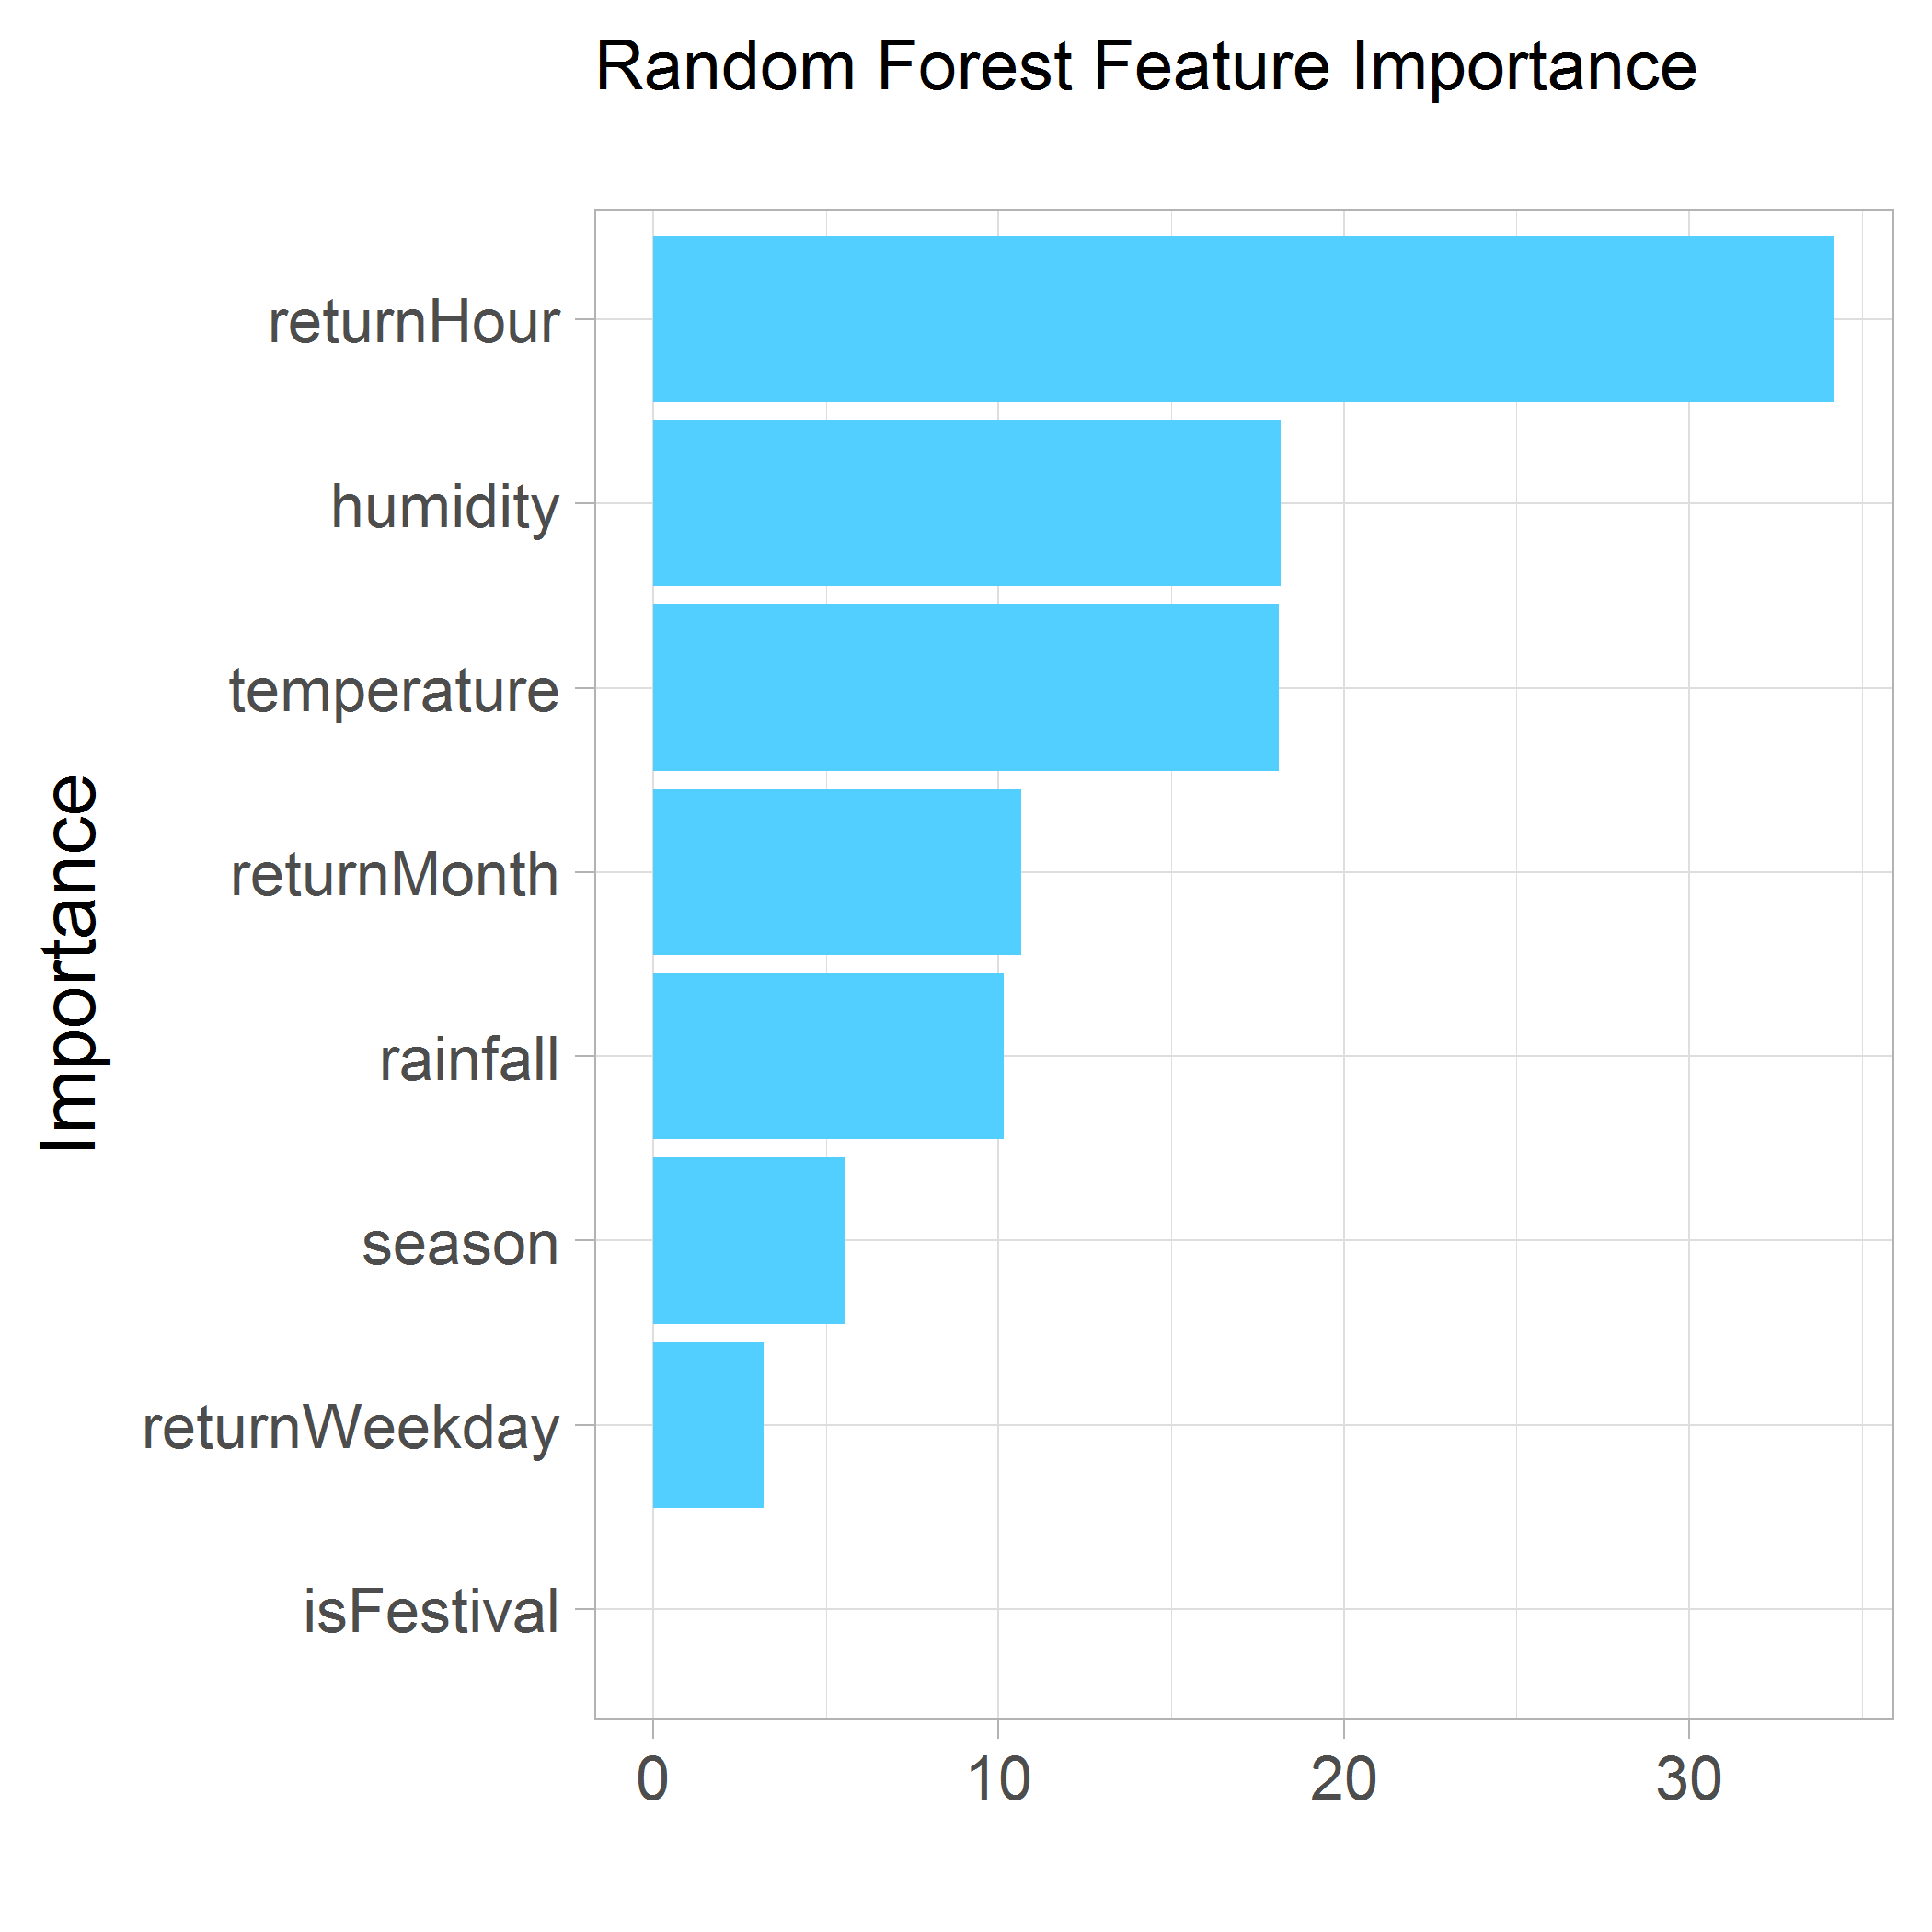 Random Forest Feature Importance
Importance
returnHour
humidity
temperature
returnMonth
rainfall
season
returnWeekday
isFestival
0 10 20 30